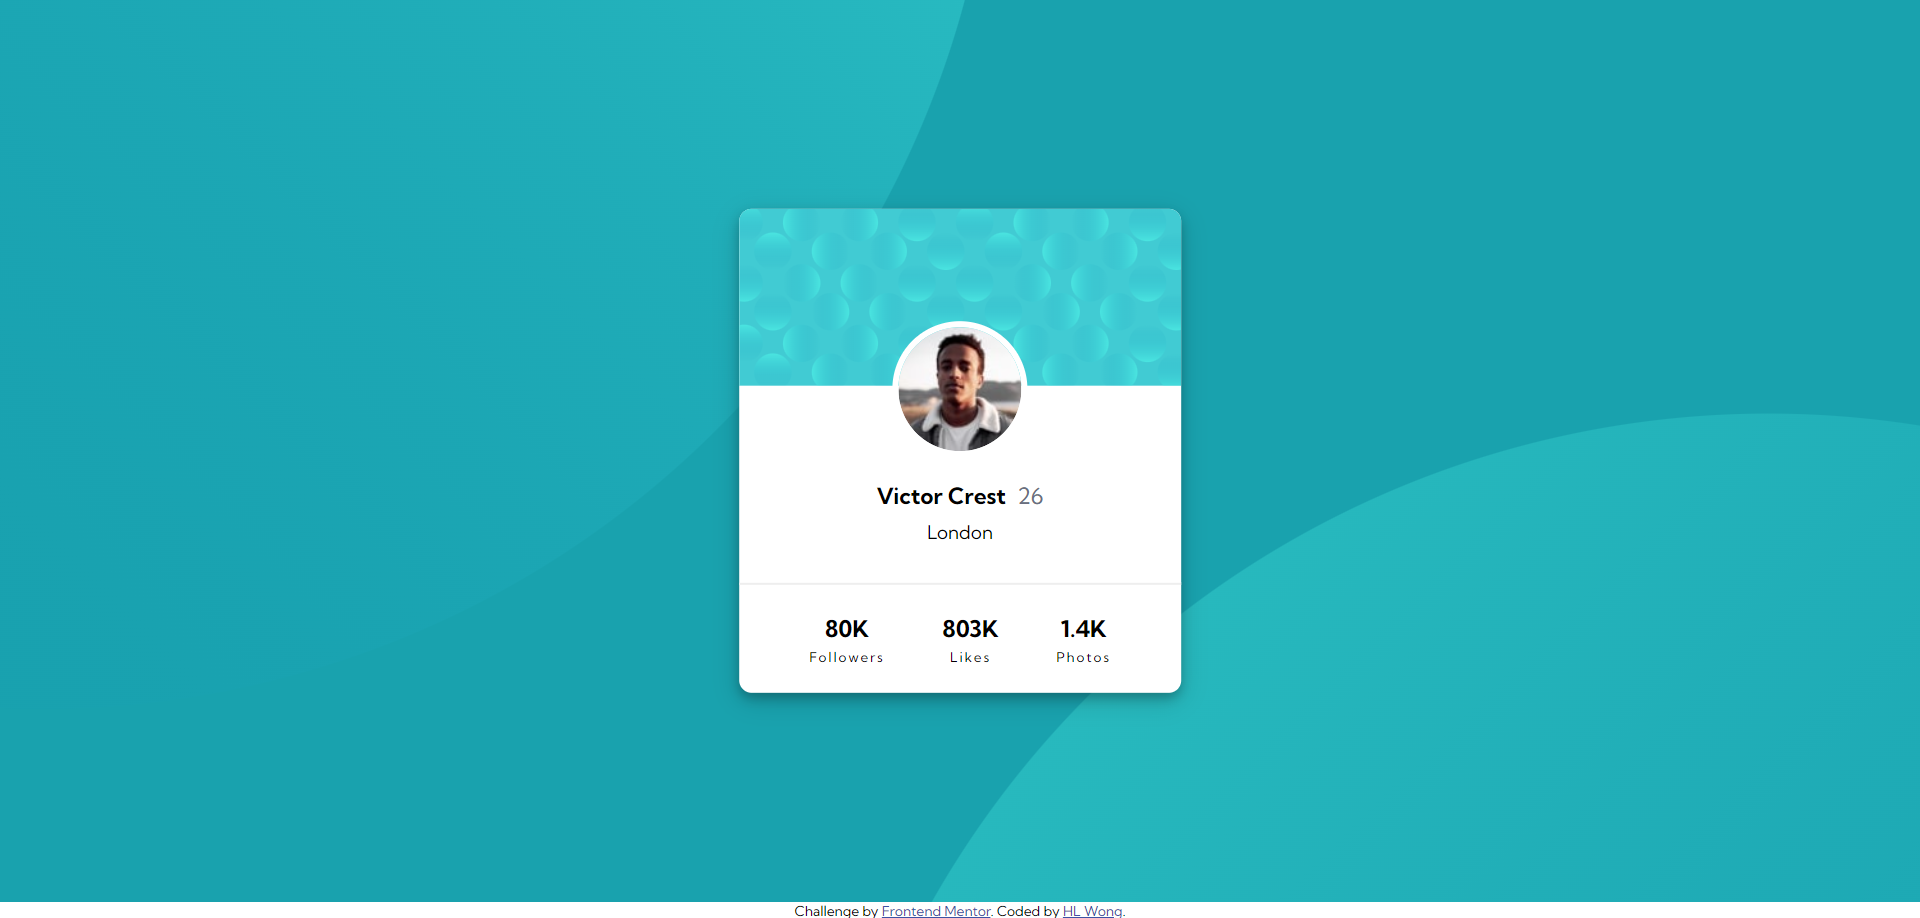 Victor Crest 26
London
80K 803K 1.4K
Followers Likes Photos
Challenge by Frontend Mentor. Coded by HL Wong.